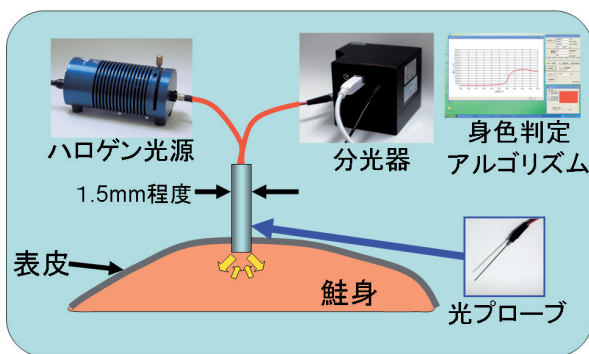 ハロゲン光源
分光器
身色判定
アルゴリズム
1.5mm程度
表皮
鮭身
光プローブ